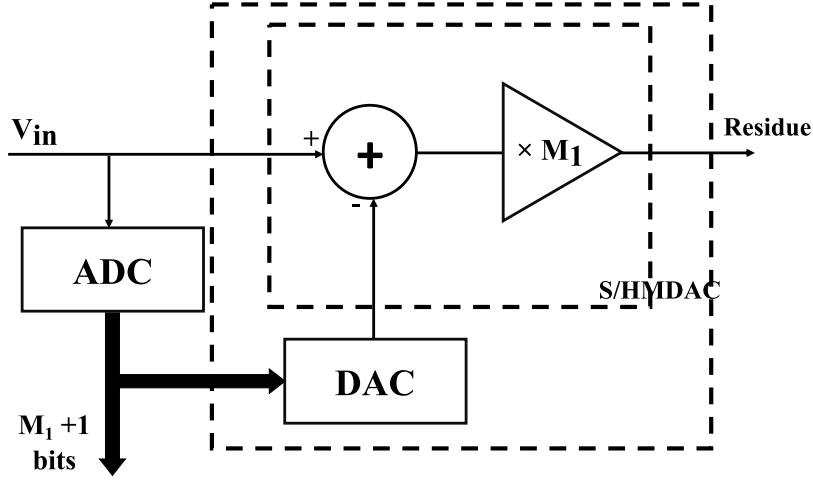 Vin
+
+
-
× M1
Residue
ADC
S/HMDAC
DAC
M1 +1
bits